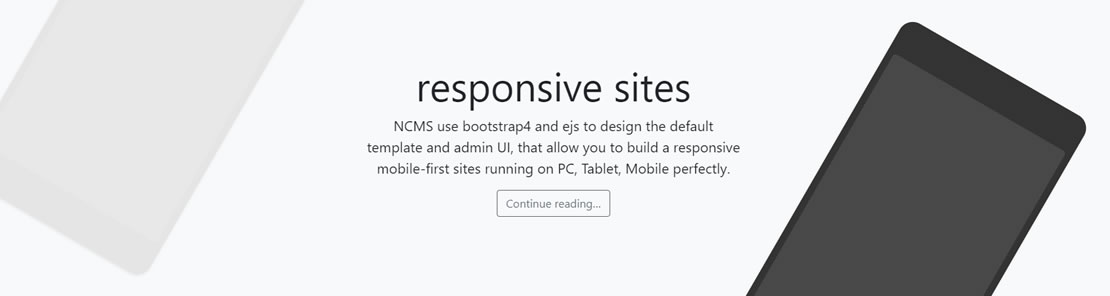 responsive sites
NCMS use bootstrap4 and ejs to design the default
template and admin UI, that allow you to build a responsive
mobile-first sites running on PC, Tablet, Mobile perfectly.
Continue reading...